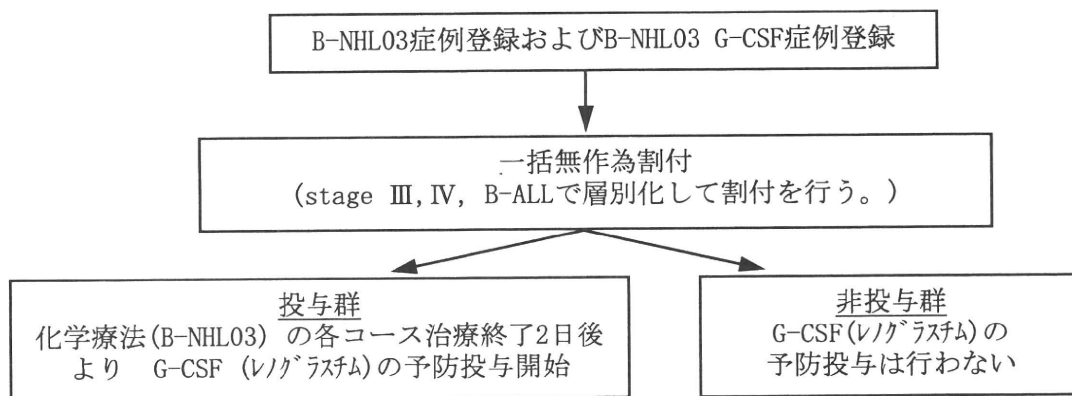 B-NHL03症例登録およびB-NHL03 G-CSF症例登録
一括無作為割付
(stage Ⅲ,Ⅳ, B-ALLで層別化して割付を行う。)
投与群
化学療法(B-NHL03) の各コース治療終了2日後
より G-CSF (ﾚﾉｸﾞﾗｽﾁﾑ)の予防投与開始
非投与群
G-CSF(ﾚﾉｸﾞﾗｽﾁﾑ)の
予防投与は行わない